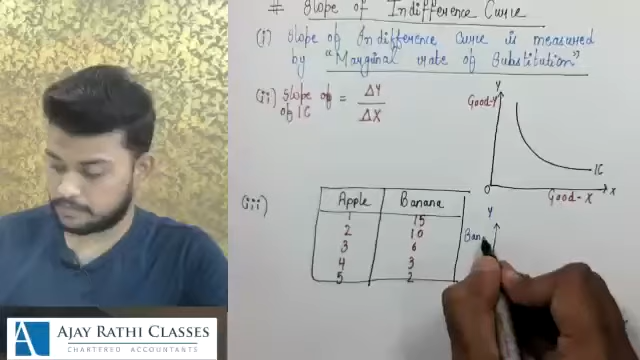 # Slope of Indifference Curve
(i) Slope of Indifference Curve is measured
by "Marginal rate of Substitution"
(ii) Slope of IC = ΔY / ΔX
Good-Y
Y
IC
O
Good-X
X
(iii)
Apple Banana
1 15
2 10
3 6
4 3
5 2
Y
Ban
AJAY RATHI CLASSES
CHARTERED ACCOUNTANTS